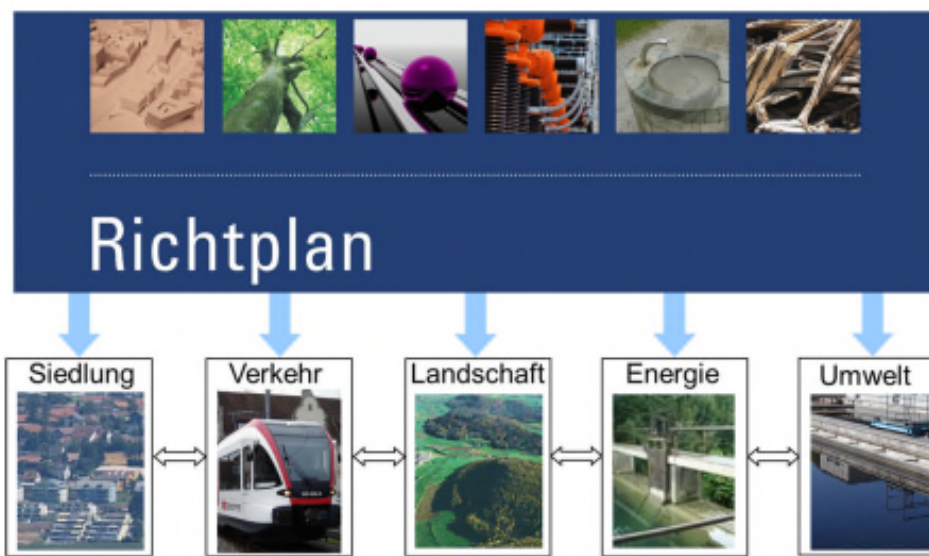 Richtplan
Siedlung
Verkehr
Landschaft
Energie
Umwelt